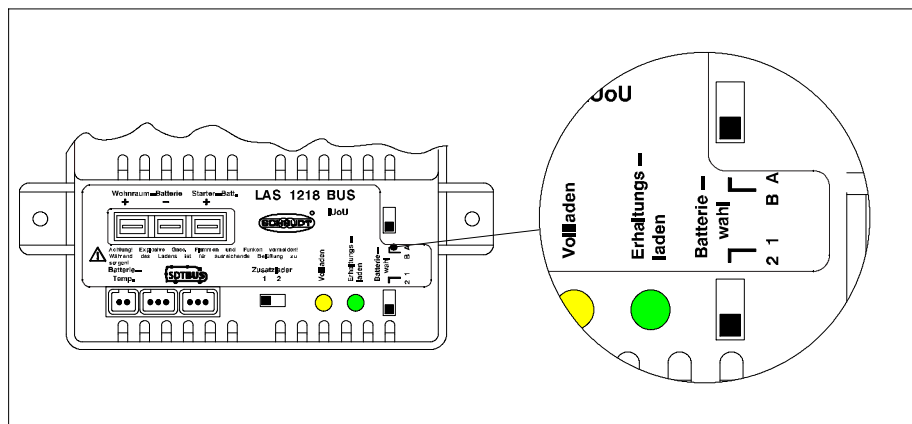 Wohnraum-Batterie Starter-Batt. LAS 1218 BUS
+ - + IUoU
SCHAUDT
Achtung! Explosive Gase, Flammen und Funken vermeiden!
Während des Ladens ist für ausreichende Belüftung zu
sorgen!
Batterie-
Temp.
SDTBUS
Zusatzlader
1 2
Vollladen
Erhaltungs-
laden
Batterie-
wahl
2 1 B A
UoU
Vollladen
Erhaltungs-
laden
Batterie-
wahl
2 1 B A